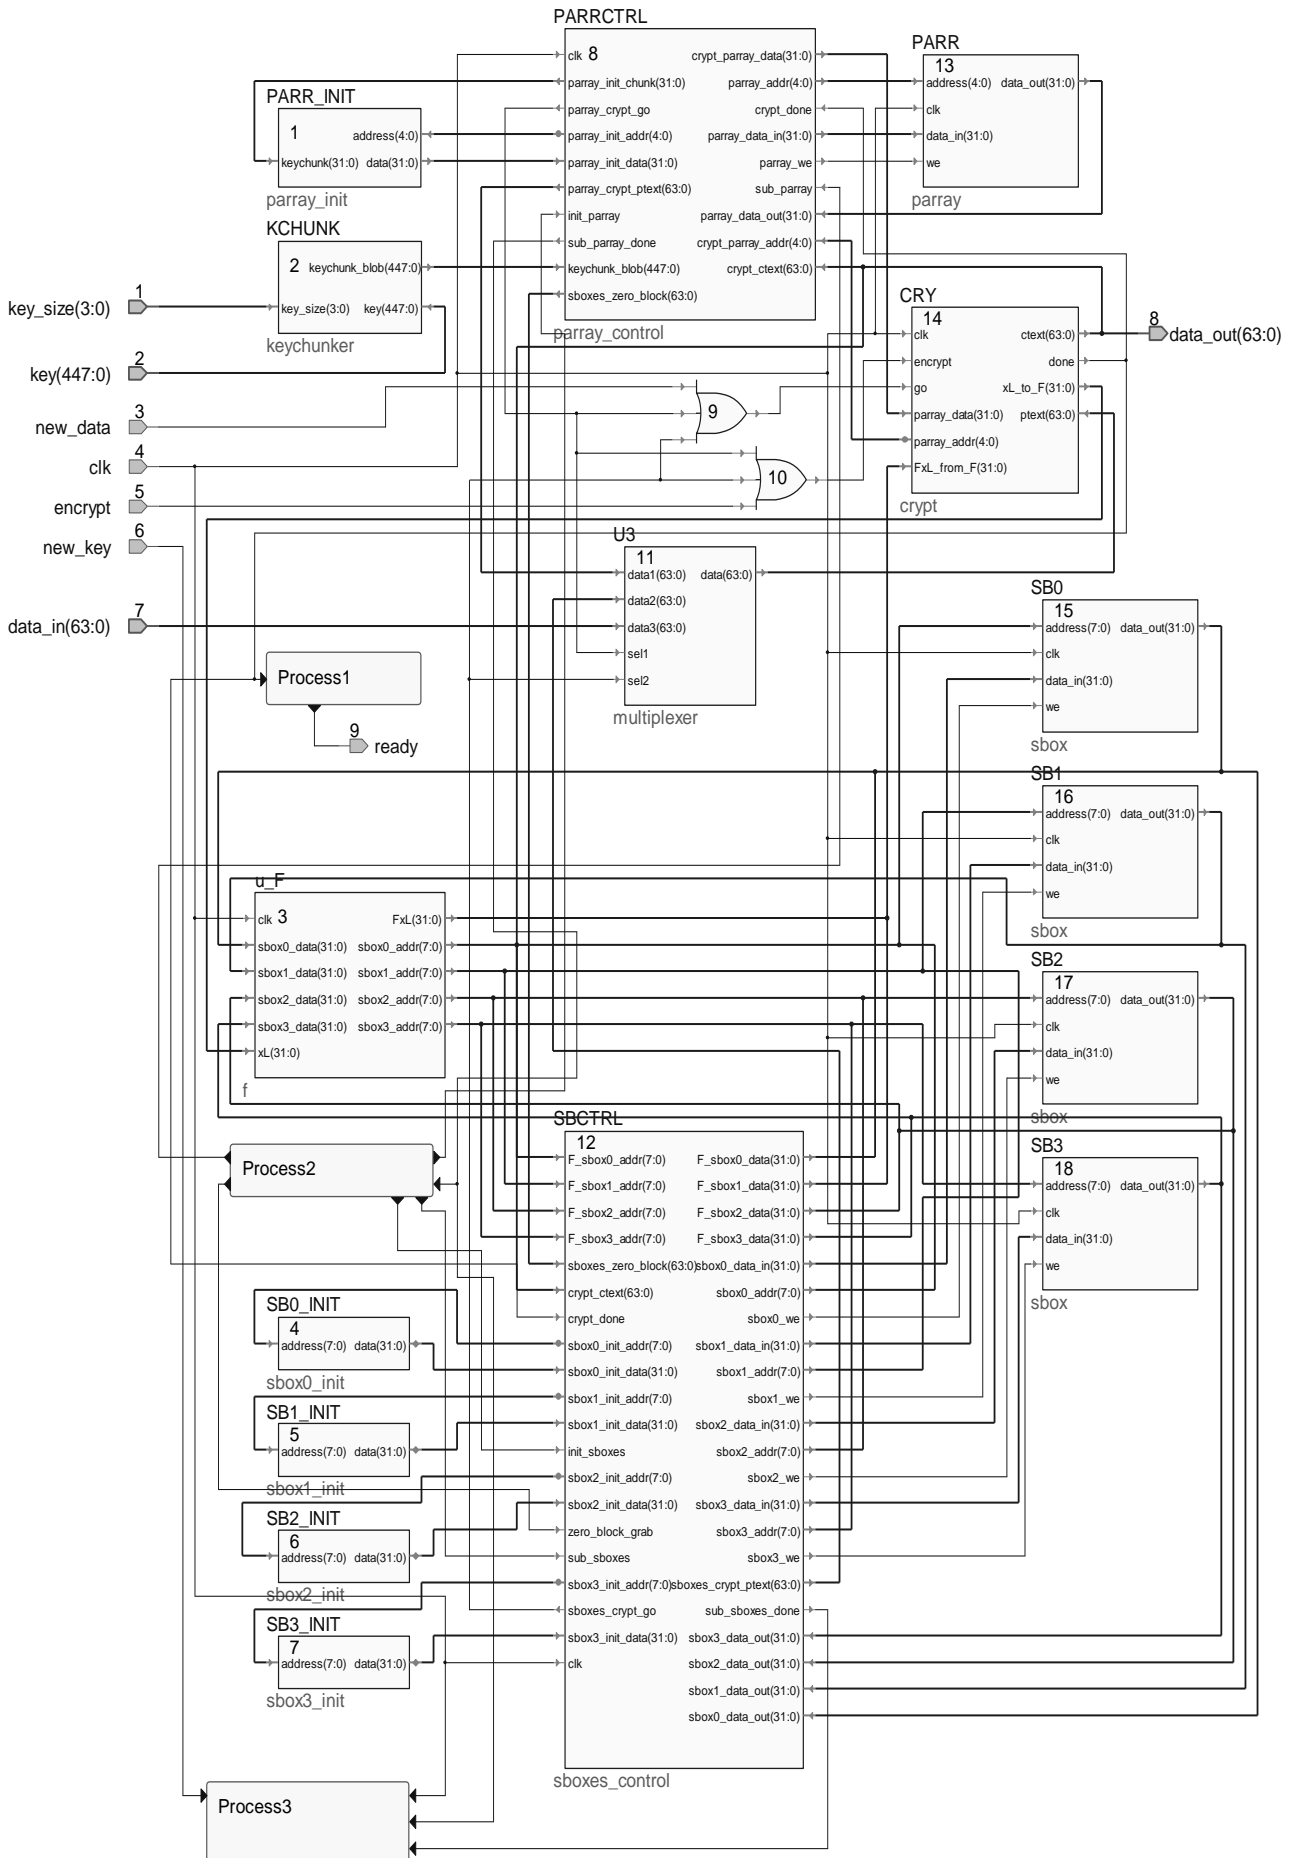 PARRCTRL
8
clk
parray_init_chunk(31:0)
parray_crypt_go
parray_init_addr(4:0)
parray_init_data(31:0)
parray_crypt_ptext(63:0)
init_parray
sub_parray_done
keychunk_blob(447:0)
sboxes_zero_block(63:0)
crypt_parray_data(31:0)
parray_addr(4:0)
crypt_done
parray_data_in(31:0)
parray_we
sub_parray
parray_data_out(31:0)
crypt_parray_addr(4:0)
crypt_ctext(63:0)
parray_control
PARR
13
address(4:0) data_out(31:0)
clk
data_in(31:0)
we
parray
PARR_INIT
1
address(4:0)
keychunk(31:0) data(31:0)
parray_init
KCHUNK
2 keychunk_blob(447:0)
key_size(3:0) key(447:0)
keychunker
1
key_size(3:0)
2
key(447:0)
3
new_data
4
clk
5
encrypt
6
new_key
7
data_in(63:0)
CRY
14
clk
encrypt
go
parray_data(31:0)
parray_addr(4:0)
FxL_from_F(31:0)
ctext(63:0)
done
xL_to_F(31:0)
ptext(63:0)
crypt
8
data_out(63:0)
9
10
U3
11
data1(63:0) data(63:0)
data2(63:0)
data3(63:0)
sel1
sel2
multiplexer
Process1
9
ready
SB0
15
address(7:0) data_out(31:0)
clk
data_in(31:0)
we
sbox
SB1
16
address(7:0) data_out(31:0)
clk
data_in(31:0)
we
sbox
u_F
clk 3
sbox0_data(31:0)
sbox1_data(31:0)
sbox2_data(31:0)
sbox3_data(31:0)
xL(31:0)
FxL(31:0)
sbox0_addr(7:0)
sbox1_addr(7:0)
sbox2_addr(7:0)
sbox3_addr(7:0)
f
SB2
17
address(7:0) data_out(31:0)
clk
data_in(31:0)
we
sbox
SB3
18
address(7:0) data_out(31:0)
clk
data_in(31:0)
we
sbox
Process2
SBCTRL
12
F_sbox0_addr(7:0)
F_sbox1_addr(7:0)
F_sbox2_addr(7:0)
F_sbox3_addr(7:0)
sboxes_zero_block(63:0)
crypt_ctext(63:0)
crypt_done
sbox0_init_addr(7:0)
sbox0_init_data(31:0)
sbox1_init_addr(7:0)
sbox1_init_data(31:0)
init_sboxes
sbox2_init_addr(7:0)
sbox2_init_data(31:0)
zero_block_grab
sub_sboxes
sbox3_init_addr(7:0)
sboxes_crypt_go
sbox3_init_data(31:0)
clk
F_sbox0_data(31:0)
F_sbox1_data(31:0)
F_sbox2_data(31:0)
F_sbox3_data(31:0)
sbox0_data_in(31:0)
sbox0_addr(7:0)
sbox0_we
sbox1_data_in(31:0)
sbox1_addr(7:0)
sbox1_we
sbox2_data_in(31:0)
sbox2_addr(7:0)
sbox2_we
sbox3_data_in(31:0)
sbox3_addr(7:0)
sbox3_we
sboxes_crypt_ptext(63:0)
sub_sboxes_done
sbox3_data_out(31:0)
sbox2_data_out(31:0)
sbox1_data_out(31:0)
sbox0_data_out(31:0)
sboxes_control
SB0_INIT
4
address(7:0) data(31:0)
sbox0_init
SB1_INIT
5
address(7:0) data(31:0)
sbox1_init
SB2_INIT
6
address(7:0) data(31:0)
sbox2_init
SB3_INIT
7
address(7:0) data(31:0)
sbox3_init
Process3